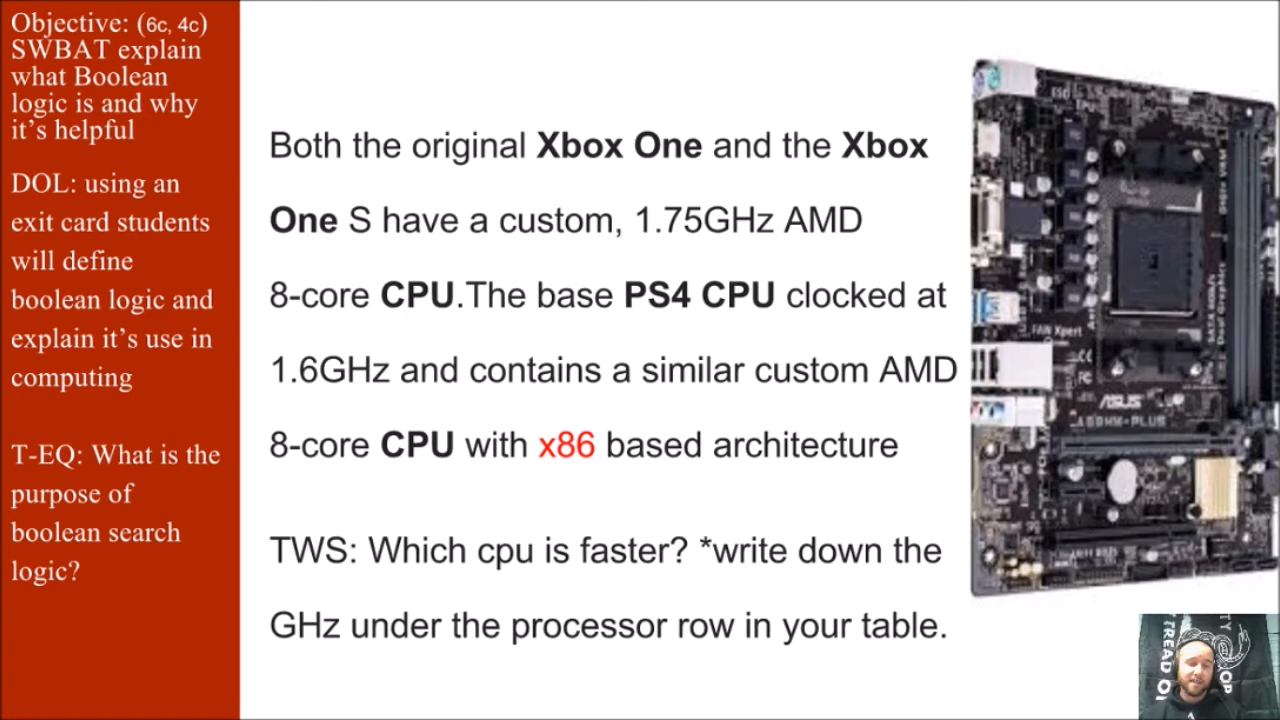 Objective: (6c, 4c)
SWBAT explain
what Boolean
logic is and why
it's helpful
DOL: using an
exit card students
will define
boolean logic and
explain it's use in
computing
T-EQ: What is the
purpose of
boolean search
logic?
Both the original Xbox One and the Xbox
One S have a custom, 1.75GHz AMD
8-core CPU.The base PS4 CPU clocked at
1.6GHz and contains a similar custom AMD
8-core CPU with x86 based architecture
TWS: Which cpu is faster? *write down the
GHz under the processor row in your table.
FAN Xpert
ASUS
TREAD